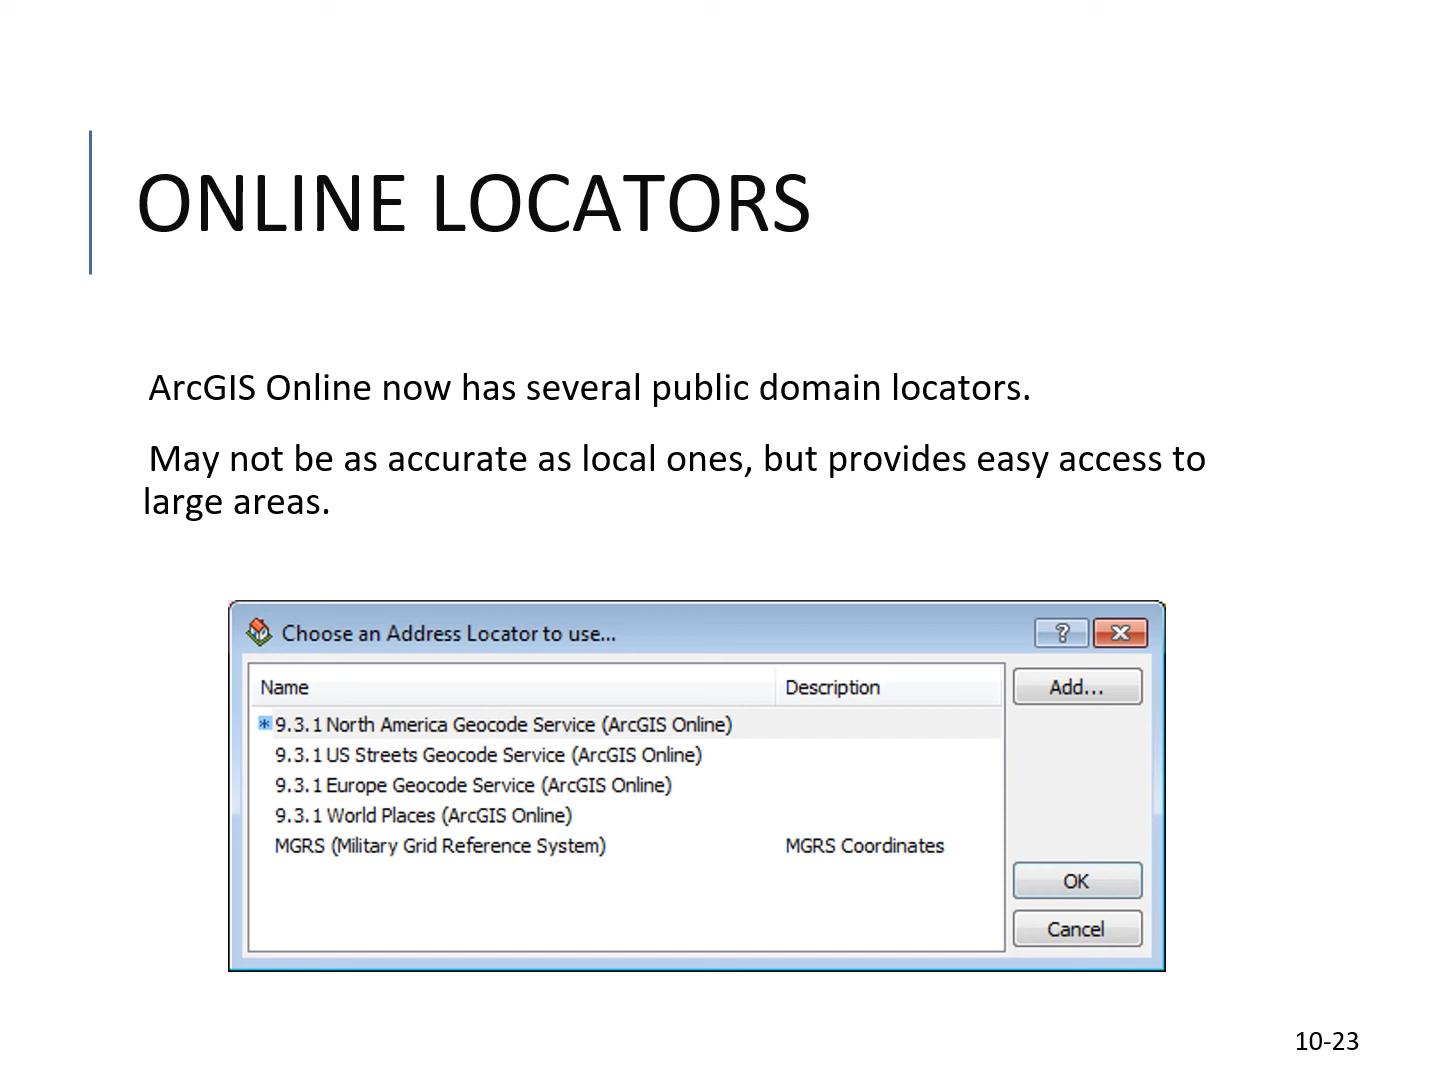 ONLINE LOCATORS
ArcGIS Online now has several public domain locators.
May not be as accurate as local ones, but provides easy access to
large areas.
Choose an Address Locator to use...
Name Description Add...
9.3.1 North America Geocode Service (ArcGIS Online)
9.3.1 US Streets Geocode Service (ArcGIS Online)
9.3.1 Europe Geocode Service (ArcGIS Online)
9.3.1 World Places (ArcGIS Online)
MGRS (Military Grid Reference System) MGRS Coordinates
OK
Cancel
10-23